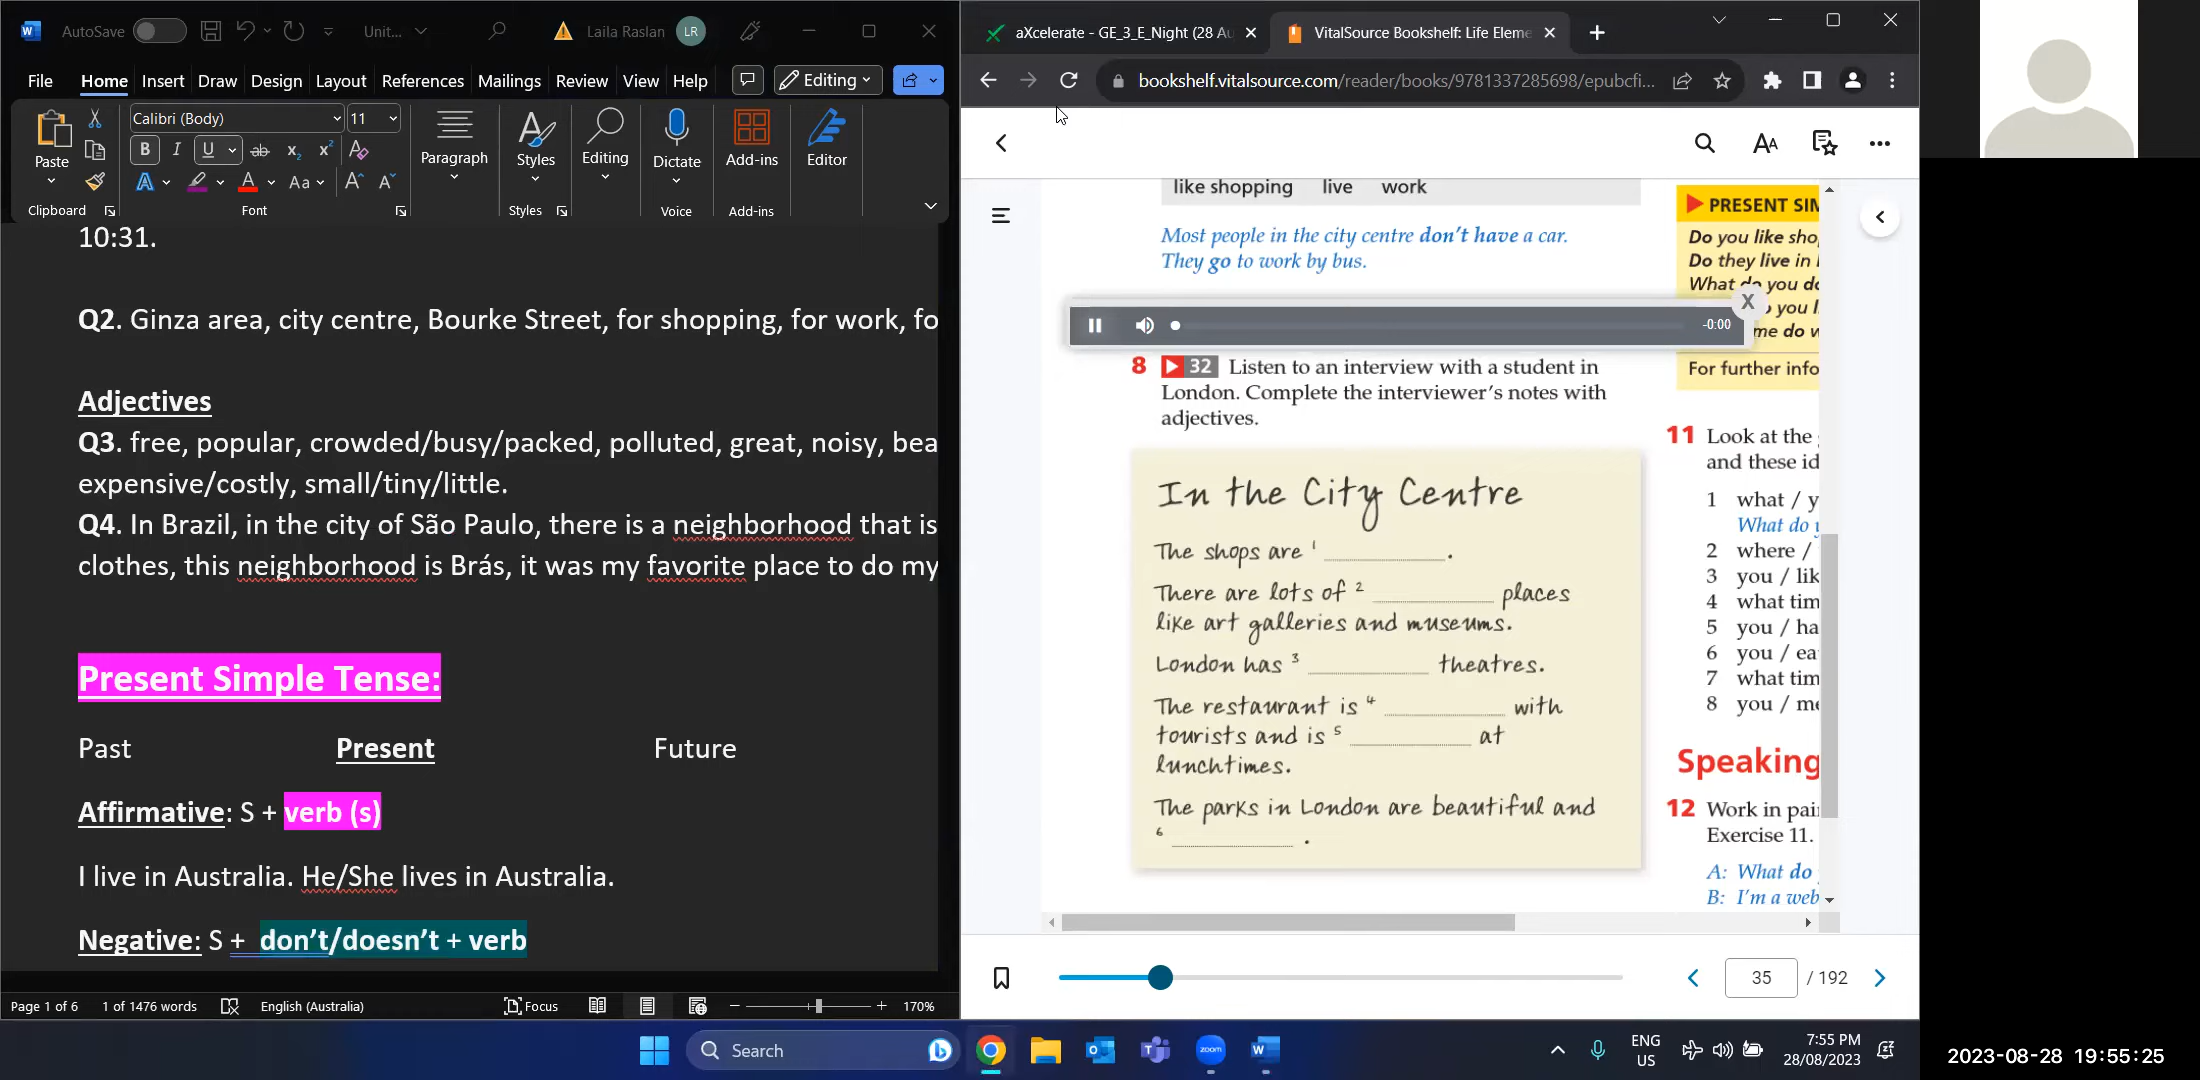 AutoSave
Unit...
Laila Raslan
LR
File Home Insert Draw Design Layout References Mailings Review View Help
Editing
Calibri (Body) 11
Paste
B I U ab x₂ x² A
A A Aa A A
Paragraph
Styles
Editing
Dictate
Add-ins
Editor
Clipboard Font Styles Voice Add-ins
10:31.
Q2. Ginza area, city centre, Bourke Street, for shopping, for work, fo
Adjectives
Q3. free, popular, crowded/busy/packed, polluted, great, noisy, bea
expensive/costly, small/tiny/little.
Q4. In Brazil, in the city of São Paulo, there is a neighborhood that is
clothes, this neighborhood is Brás, it was my favorite place to do my
Present Simple Tense:
Past Present Future
Affirmative: S + verb (s)
I live in Australia. He/She lives in Australia.
Negative: S + don't/doesn't + verb
Page 1 of 6 1 of 1476 words English (Australia) Focus 170%
aXcelerate - GE_3_E_Night (28 Au
VitalSource Bookshelf: Life Eleme
bookshelf.vitalsource.com/reader/books/9781337285698/epubcfi...
AA
like shopping live work
Most people in the city centre don't have a car.
They go to work by bus.
-0:00
X
8 32 Listen to an interview with a student in
London. Complete the interviewer's notes with
adjectives.
In the City Centre
The shops are 1 .
There are lots of 2 places
like art galleries and museums.
London has 3 theatres.
The restaurant is 4 with
tourists and is 5 at
lunchtimes.
The parks in London are beautiful and
6 .
PRESENT SIM
Do you like sho
Do they live in
What do you do
you l
me do w
For further info
11 Look at the
and these id
1 what / y
What do y
2 where /
3 you / lik
4 what tim
5 you / ha
6 you / ea
7 what tim
8 you / me
Speaking
12 Work in pai
Exercise 11.
A: What do
B: I'm a web
35 / 192
Search
zoom
ENG
US
7:55 PM
28/08/2023
2023-08-28 19:55:25